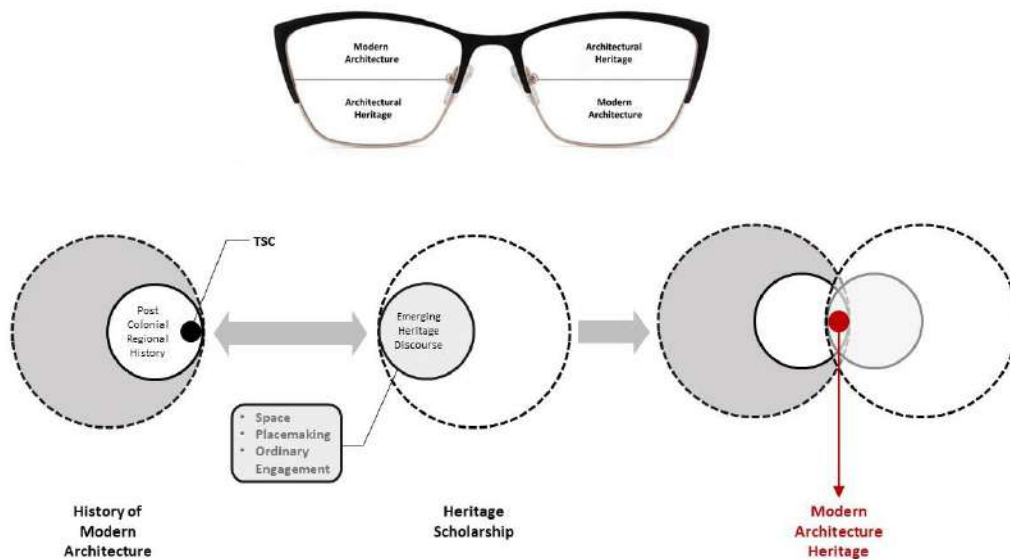 Modern
Architecture
Architectural
Heritage
Architectural
Heritage
Modern
Architecture
TSC
Post
Colonial
Regional
History
Emerging
Heritage
Discourse
• Space
• Placemaking
• Ordinary
Engagement
History of
Modern
Architecture
Heritage
Scholarship
Modern
Architecture
Heritage